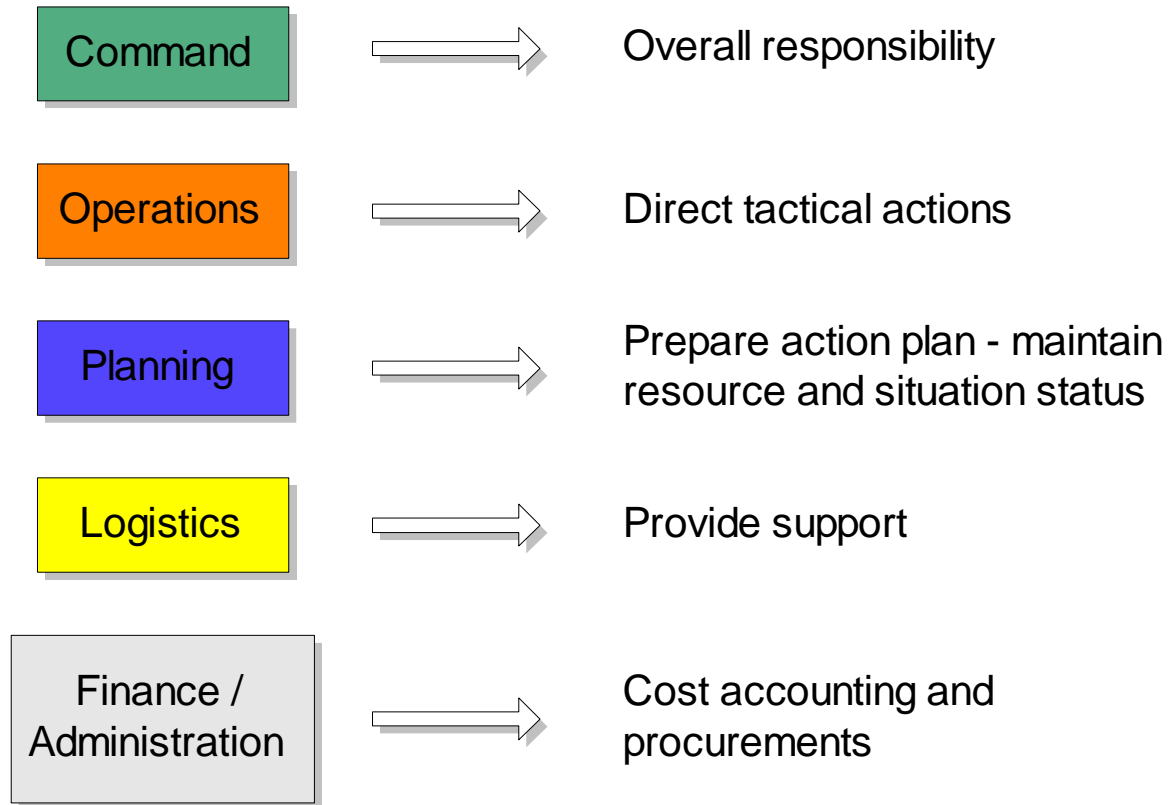 Command
Overall responsibility
Operations
Direct tactical actions
Planning
Prepare action plan - maintain
resource and situation status
Logistics
Provide support
Finance /
Administration
Cost accounting and
procurements